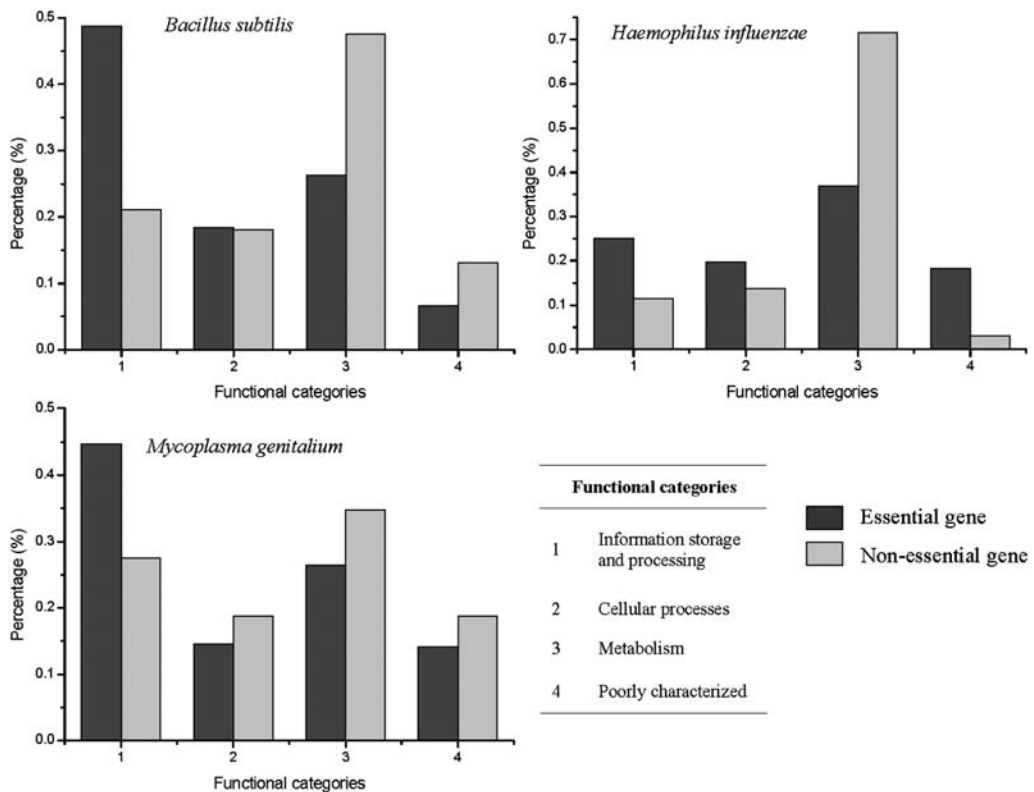 Bacillus subtilis
0.5
0.4
0.3
0.2
0.1
0.0
Percentage (%)
1 2 3 4
Functional categories
Haemophilus influenzae
0.7
0.6
0.5
0.4
0.3
0.2
0.1
0.0
Percentage (%)
1 2 3 4
Functional categories
Mycoplasma genitalium
0.5
0.4
0.3
0.2
0.1
0.0
Percentage (%)
1 2 3 4
Functional categories
Functional categories
1 Information storage
and processing
2 Cellular processes
3 Metabolism
4 Poorly characterized
Essential gene
Non-essential gene